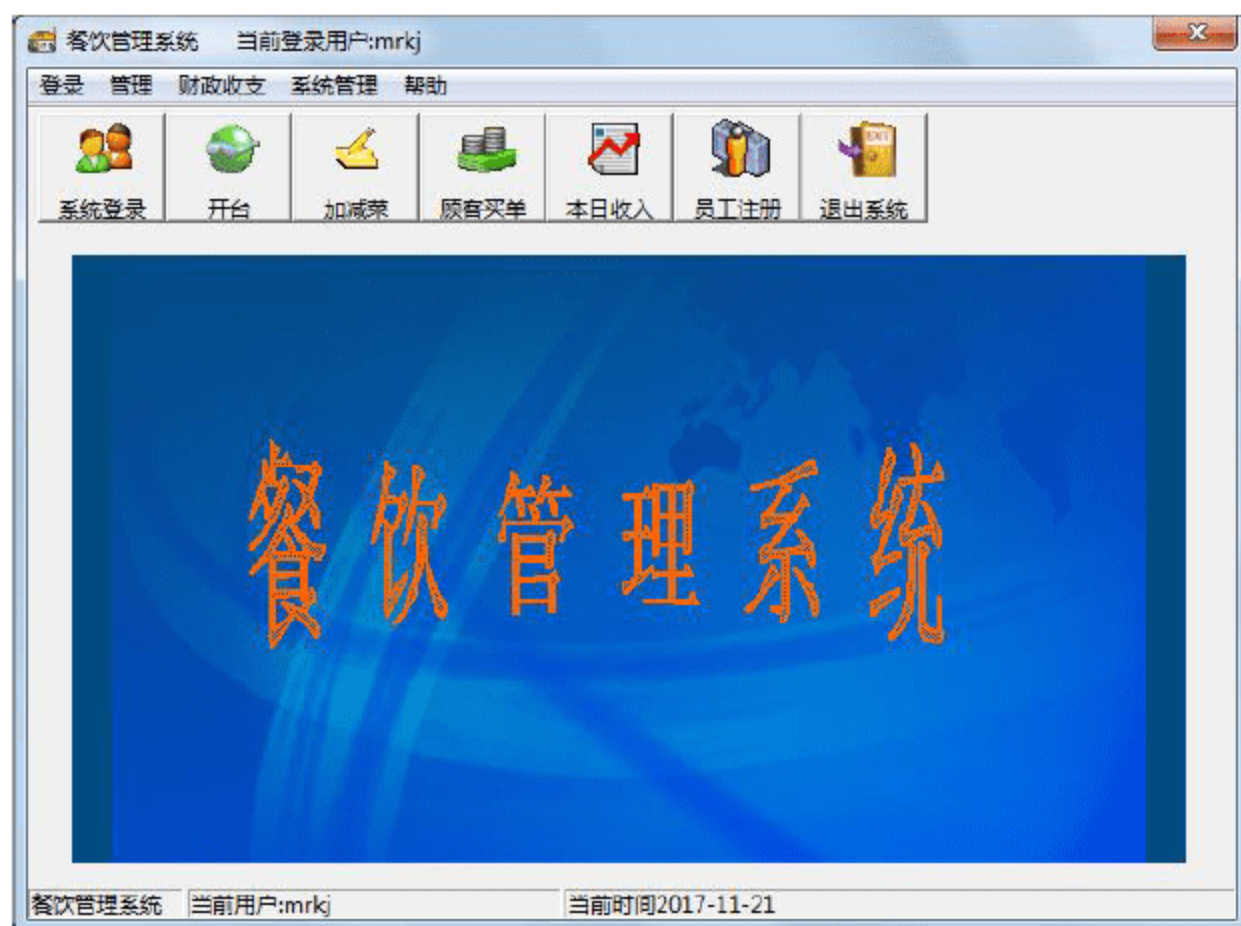 餐饮管理系统 当前登录用户:mrkj
登录 管理 财政收支 系统管理 帮助
系统登录 开台 加减菜 顾客买单 本日收入 员工注册 退出系统
EXIT
餐饮管理系统
餐饮管理系统 当前用户:mrkj 当前时间2017-11-21